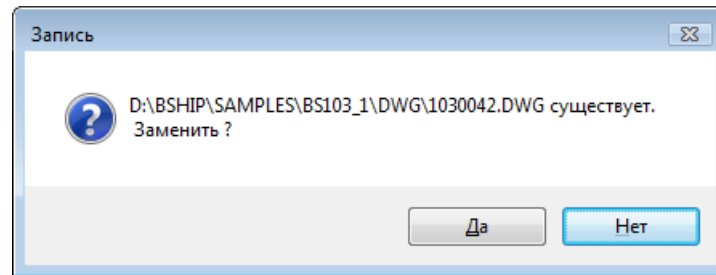 Запись
D:\BSHIP\SAMPLES\BS103_1\DWG\1030042.DWG существует.
Заменить ?
Да
Нет